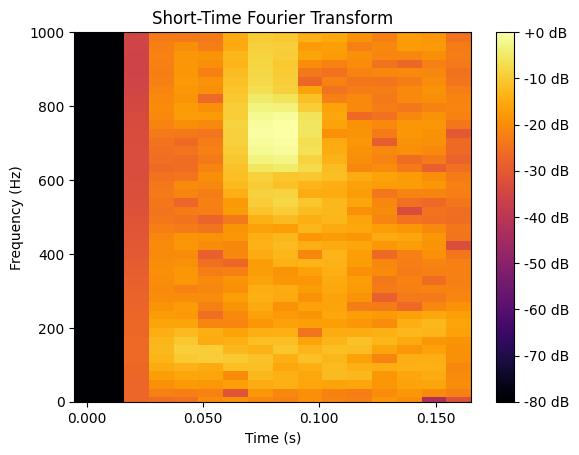 Short-Time Fourier Transform
1000
800
600
400
200
0
Frequency (Hz)
0.000
0.050
0.100
0.150
Time (s)
+0 dB
-10 dB
-20 dB
-30 dB
-40 dB
-50 dB
-60 dB
-70 dB
-80 dB